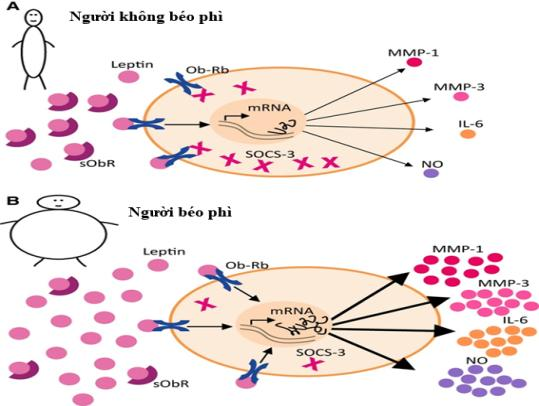 A
Người không béo phì
Leptin
Ob-Rb
MMP-1
MMP-3
mRNA
IL-6
sObR
SOCS-3
NO
B
Người béo phì
Leptin
Ob-Rb
MMP-1
MMP-3
mRNA
IL-6
SOCS-3
NO
sObR